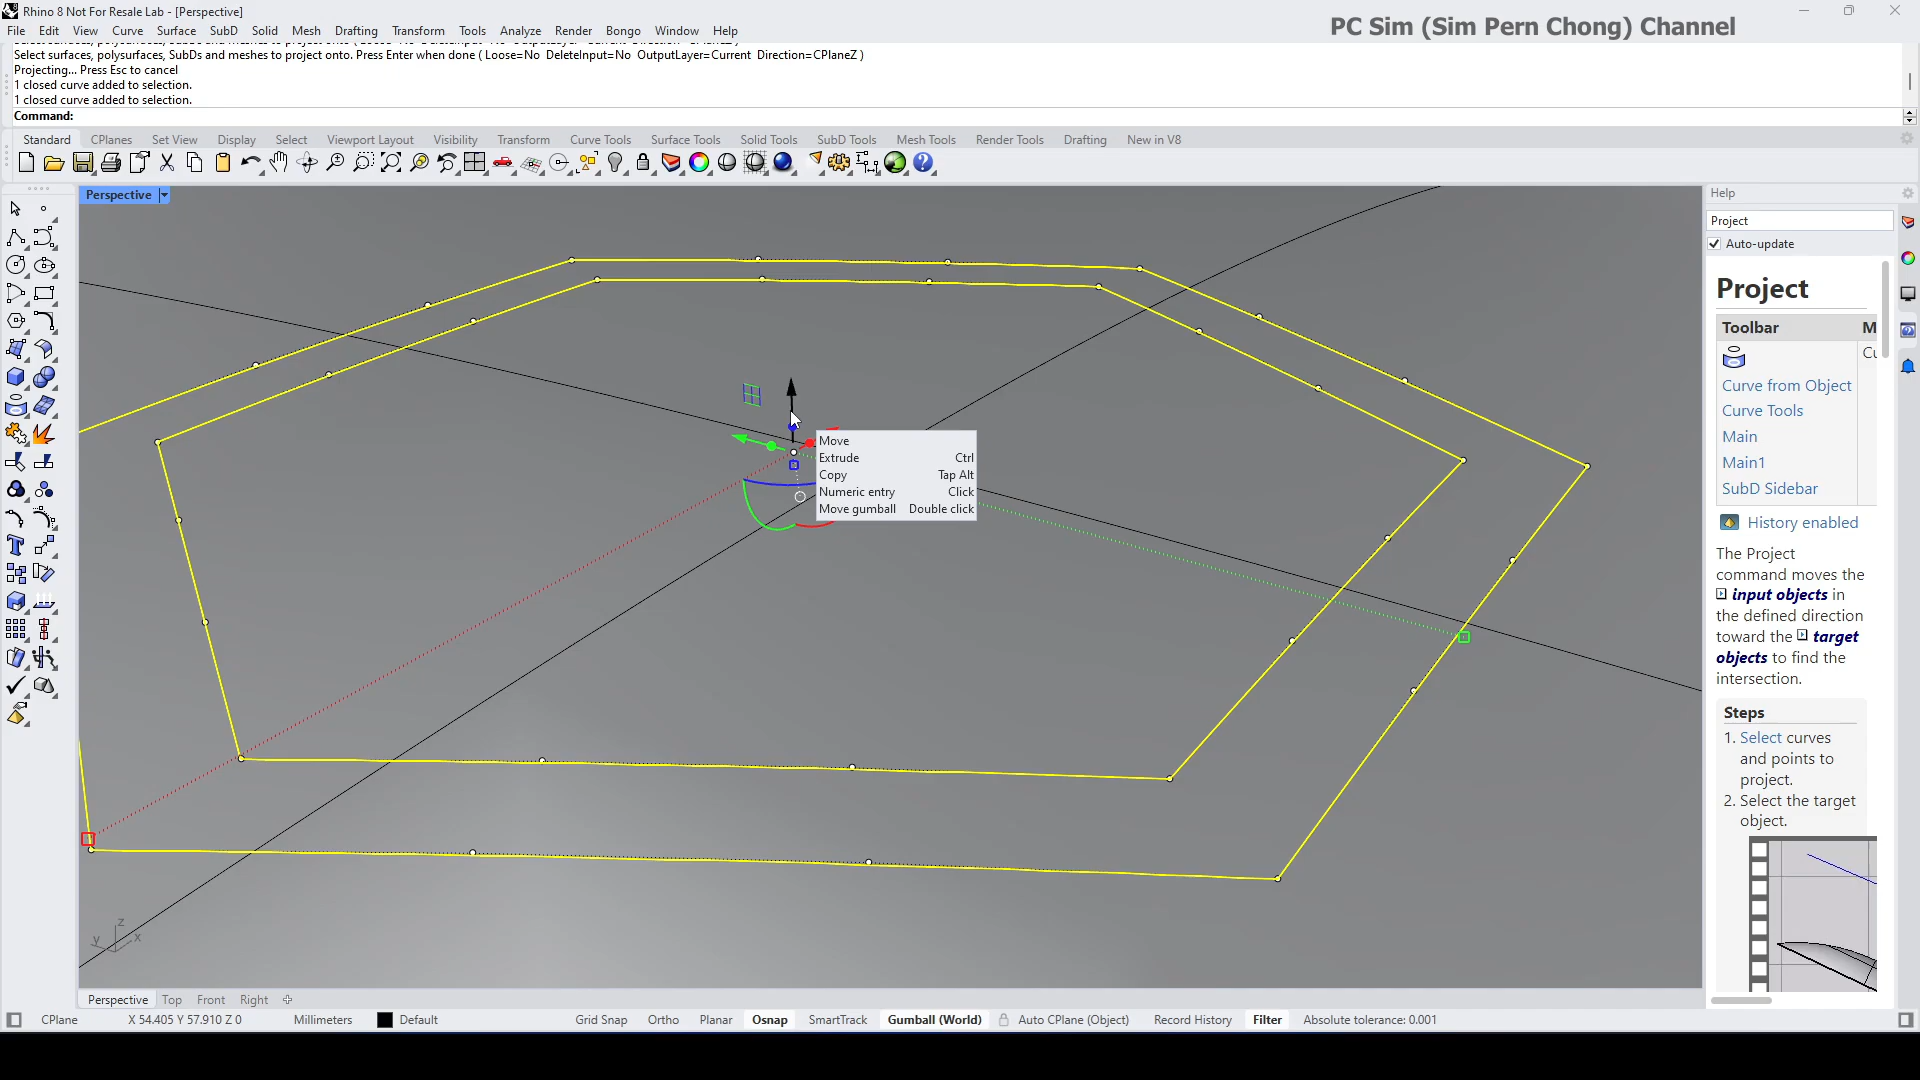 Rhino 8 Not For Resale Lab - [Perspective]
PC Sim (Sim Pern Chong) Channel
File Edit View Curve Surface SubD Solid Mesh Drafting Transform Tools Analyze Render Bongo Window Help
Select surfaces, polysurfaces, SubDs and meshes to project onto. Press Enter when done ( Loose=No DeleteInput=No OutputLayer=Current Direction=CPlaneZ )
Projecting... Press Esc to cancel
1 closed curve added to selection.
1 closed curve added to selection.
Command:
Standard CPlanes Set View Display Select Viewport Layout Visibility Transform Curve Tools Surface Tools Solid Tools SubD Tools Mesh Tools Render Tools Drafting New in V8
Perspective
Move
Extrude Ctrl
Copy Tap Alt
Numeric entry Click
Move gumball Double click
z
y x
Help
Project
Auto-update
Project
Toolbar M
Cu
Curve from Object
Curve Tools
Main
Main1
SubD Sidebar
History enabled
The Project
command moves the
input objects in
the defined direction
toward the target
objects to find the
intersection.
Steps
1. Select curves
and points to
project.
2. Select the target
object.
Perspective Top Front Right
CPlane X 54.405 Y 57.910 Z 0 Millimeters Default Grid Snap Ortho Planar Osnap SmartTrack Gumball (World) Auto CPlane (Object) Record History Filter Absolute tolerance: 0.001